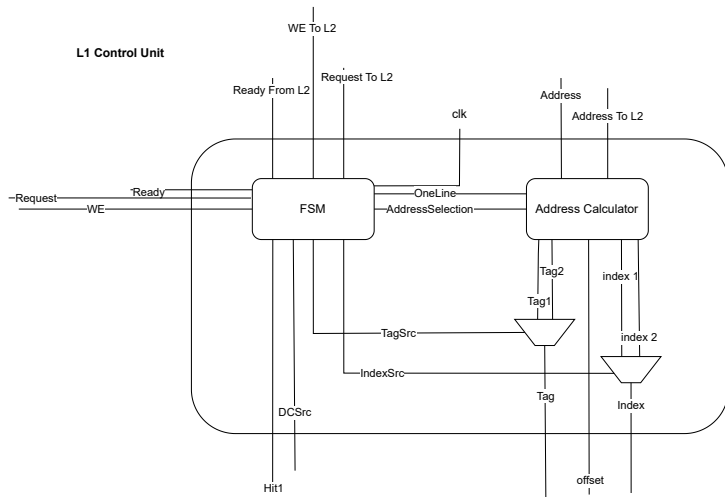 WE To L2
L1 Control Unit
Request To L2
Ready From L2
Address
Address To L2
clk
Ready
Request
OneLine
WE
FSM
AddressSelection
Address Calculator
Tag2
index 1
Tag1
TagSrc
index 2
IndexSrc
Tag
Index
DCSrc
offset
Hit1